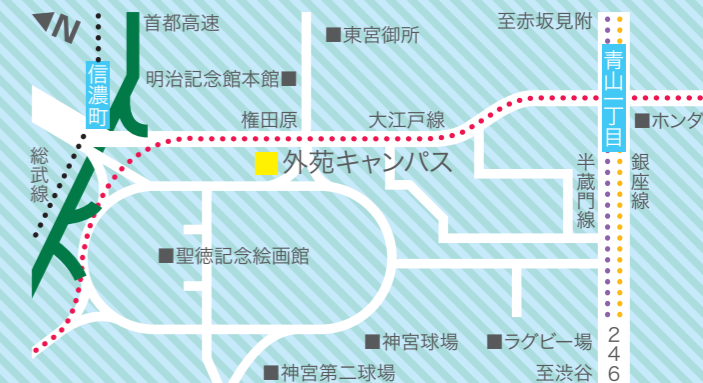 N
首都高速
■東宮御所
至赤坂見附
信濃町
明治記念館本館■
青山一丁目
権田原
大江戸線
■ホンダ
総武線
外苑キャンパス
半蔵門線
銀座線
■聖徳記念絵画館
■神宮球場
■ラグビー場
246
■神宮第二球場
至渋谷